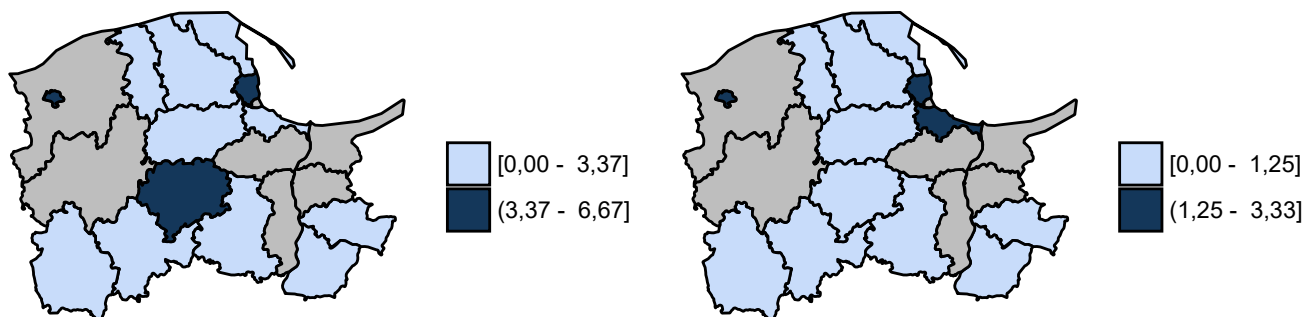 [0,00 - 3,37]
(3,37 - 6,67]
[0,00 - 1,25]
(1,25 - 3,33]